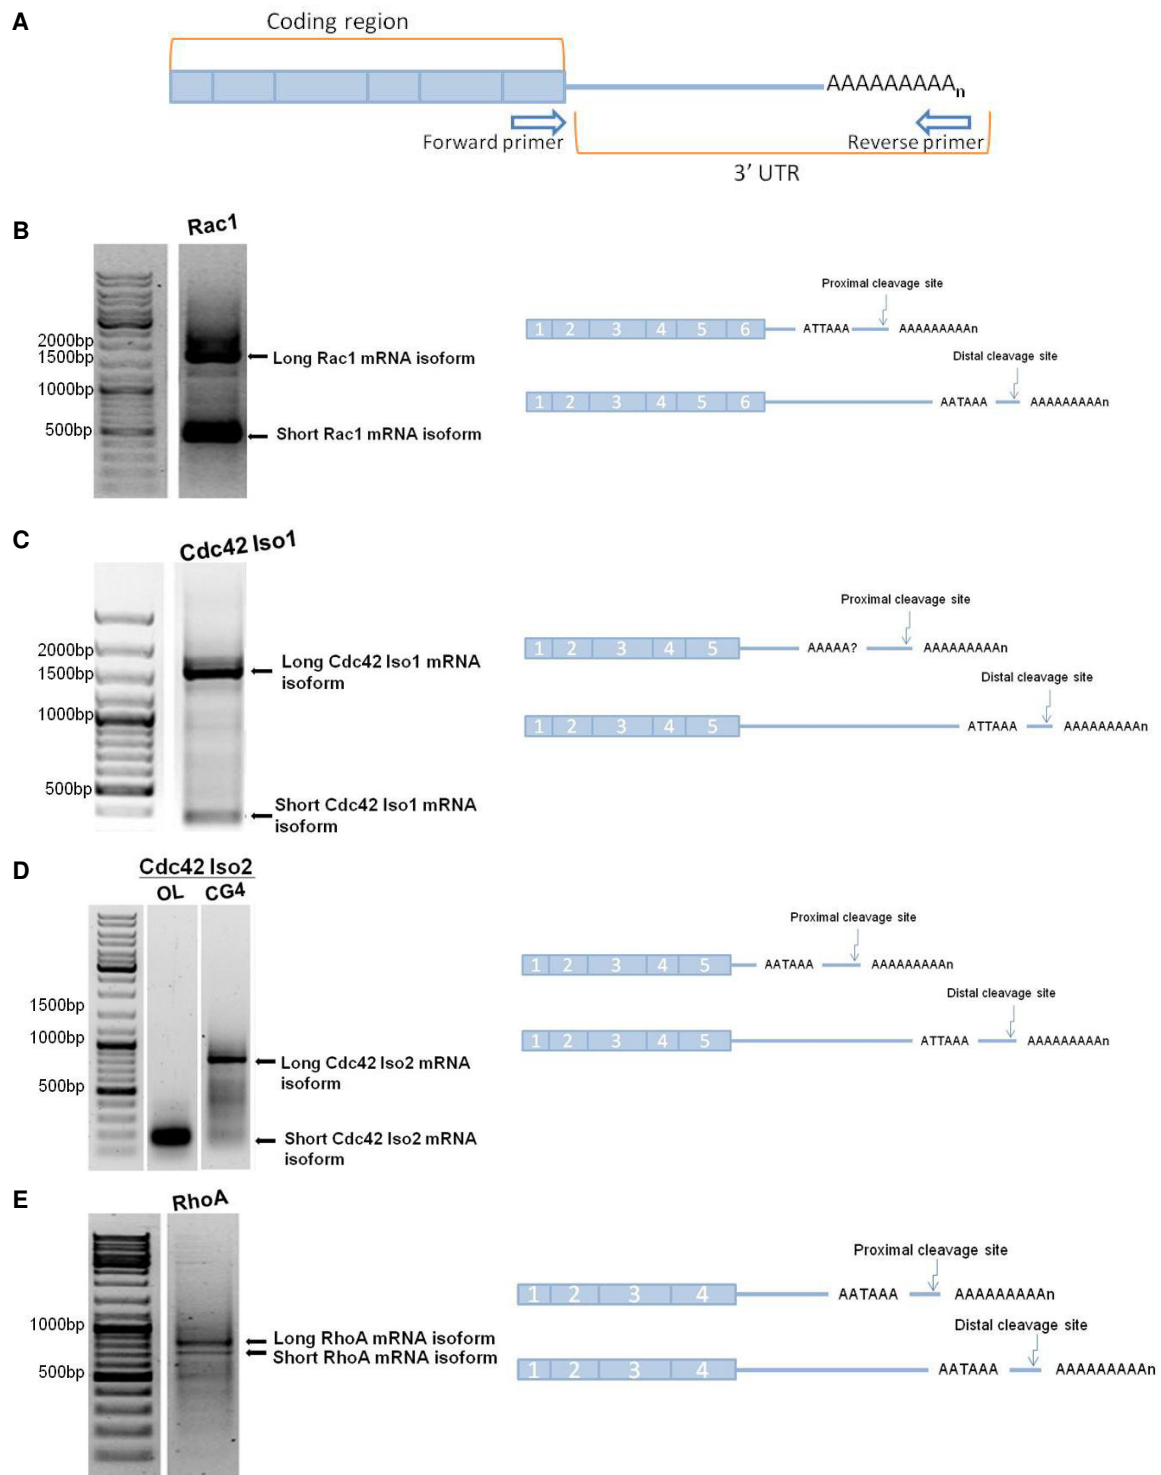 A
Coding region
AAAAAAAAAn
Forward primer
Reverse primer
3' UTR
B
Rac1
2000bp
1500bp
1000bp
500bp
Long Rac1 mRNA isoform
Short Rac1 mRNA isoform
Proximal cleavage site
1 2 3 4 5 6 ATTAAA AAAAAAAAAn
Distal cleavage site
1 2 3 4 5 6 AATAAA AAAAAAAAAn
C
Cdc42 Iso1
2000bp
1500bp
1000bp
500bp
Long Cdc42 Iso1 mRNA
isoform
Short Cdc42 Iso1 mRNA
isoform
Proximal cleavage site
1 2 3 4 5 AAAAA? AAAAAAAAAn
Distal cleavage site
1 2 3 4 5 ATTAAA AAAAAAAAAn
D
Cdc42 Iso2
OL CG4
1500bp
1000bp
500bp
Long Cdc42 Iso2 mRNA
isoform
Short Cdc42 Iso2 mRNA
isoform
Proximal cleavage site
1 2 3 4 5 AATAAA AAAAAAAAAn
Distal cleavage site
1 2 3 4 5 ATTAAA AAAAAAAAAn
E
RhoA
1000bp
500bp
Long RhoA mRNA isoform
Short RhoA mRNA isoform
Proximal cleavage site
1 2 3 4 AATAAA AAAAAAAAAn
Distal cleavage site
1 2 3 4 AATAAA AAAAAAAAAn